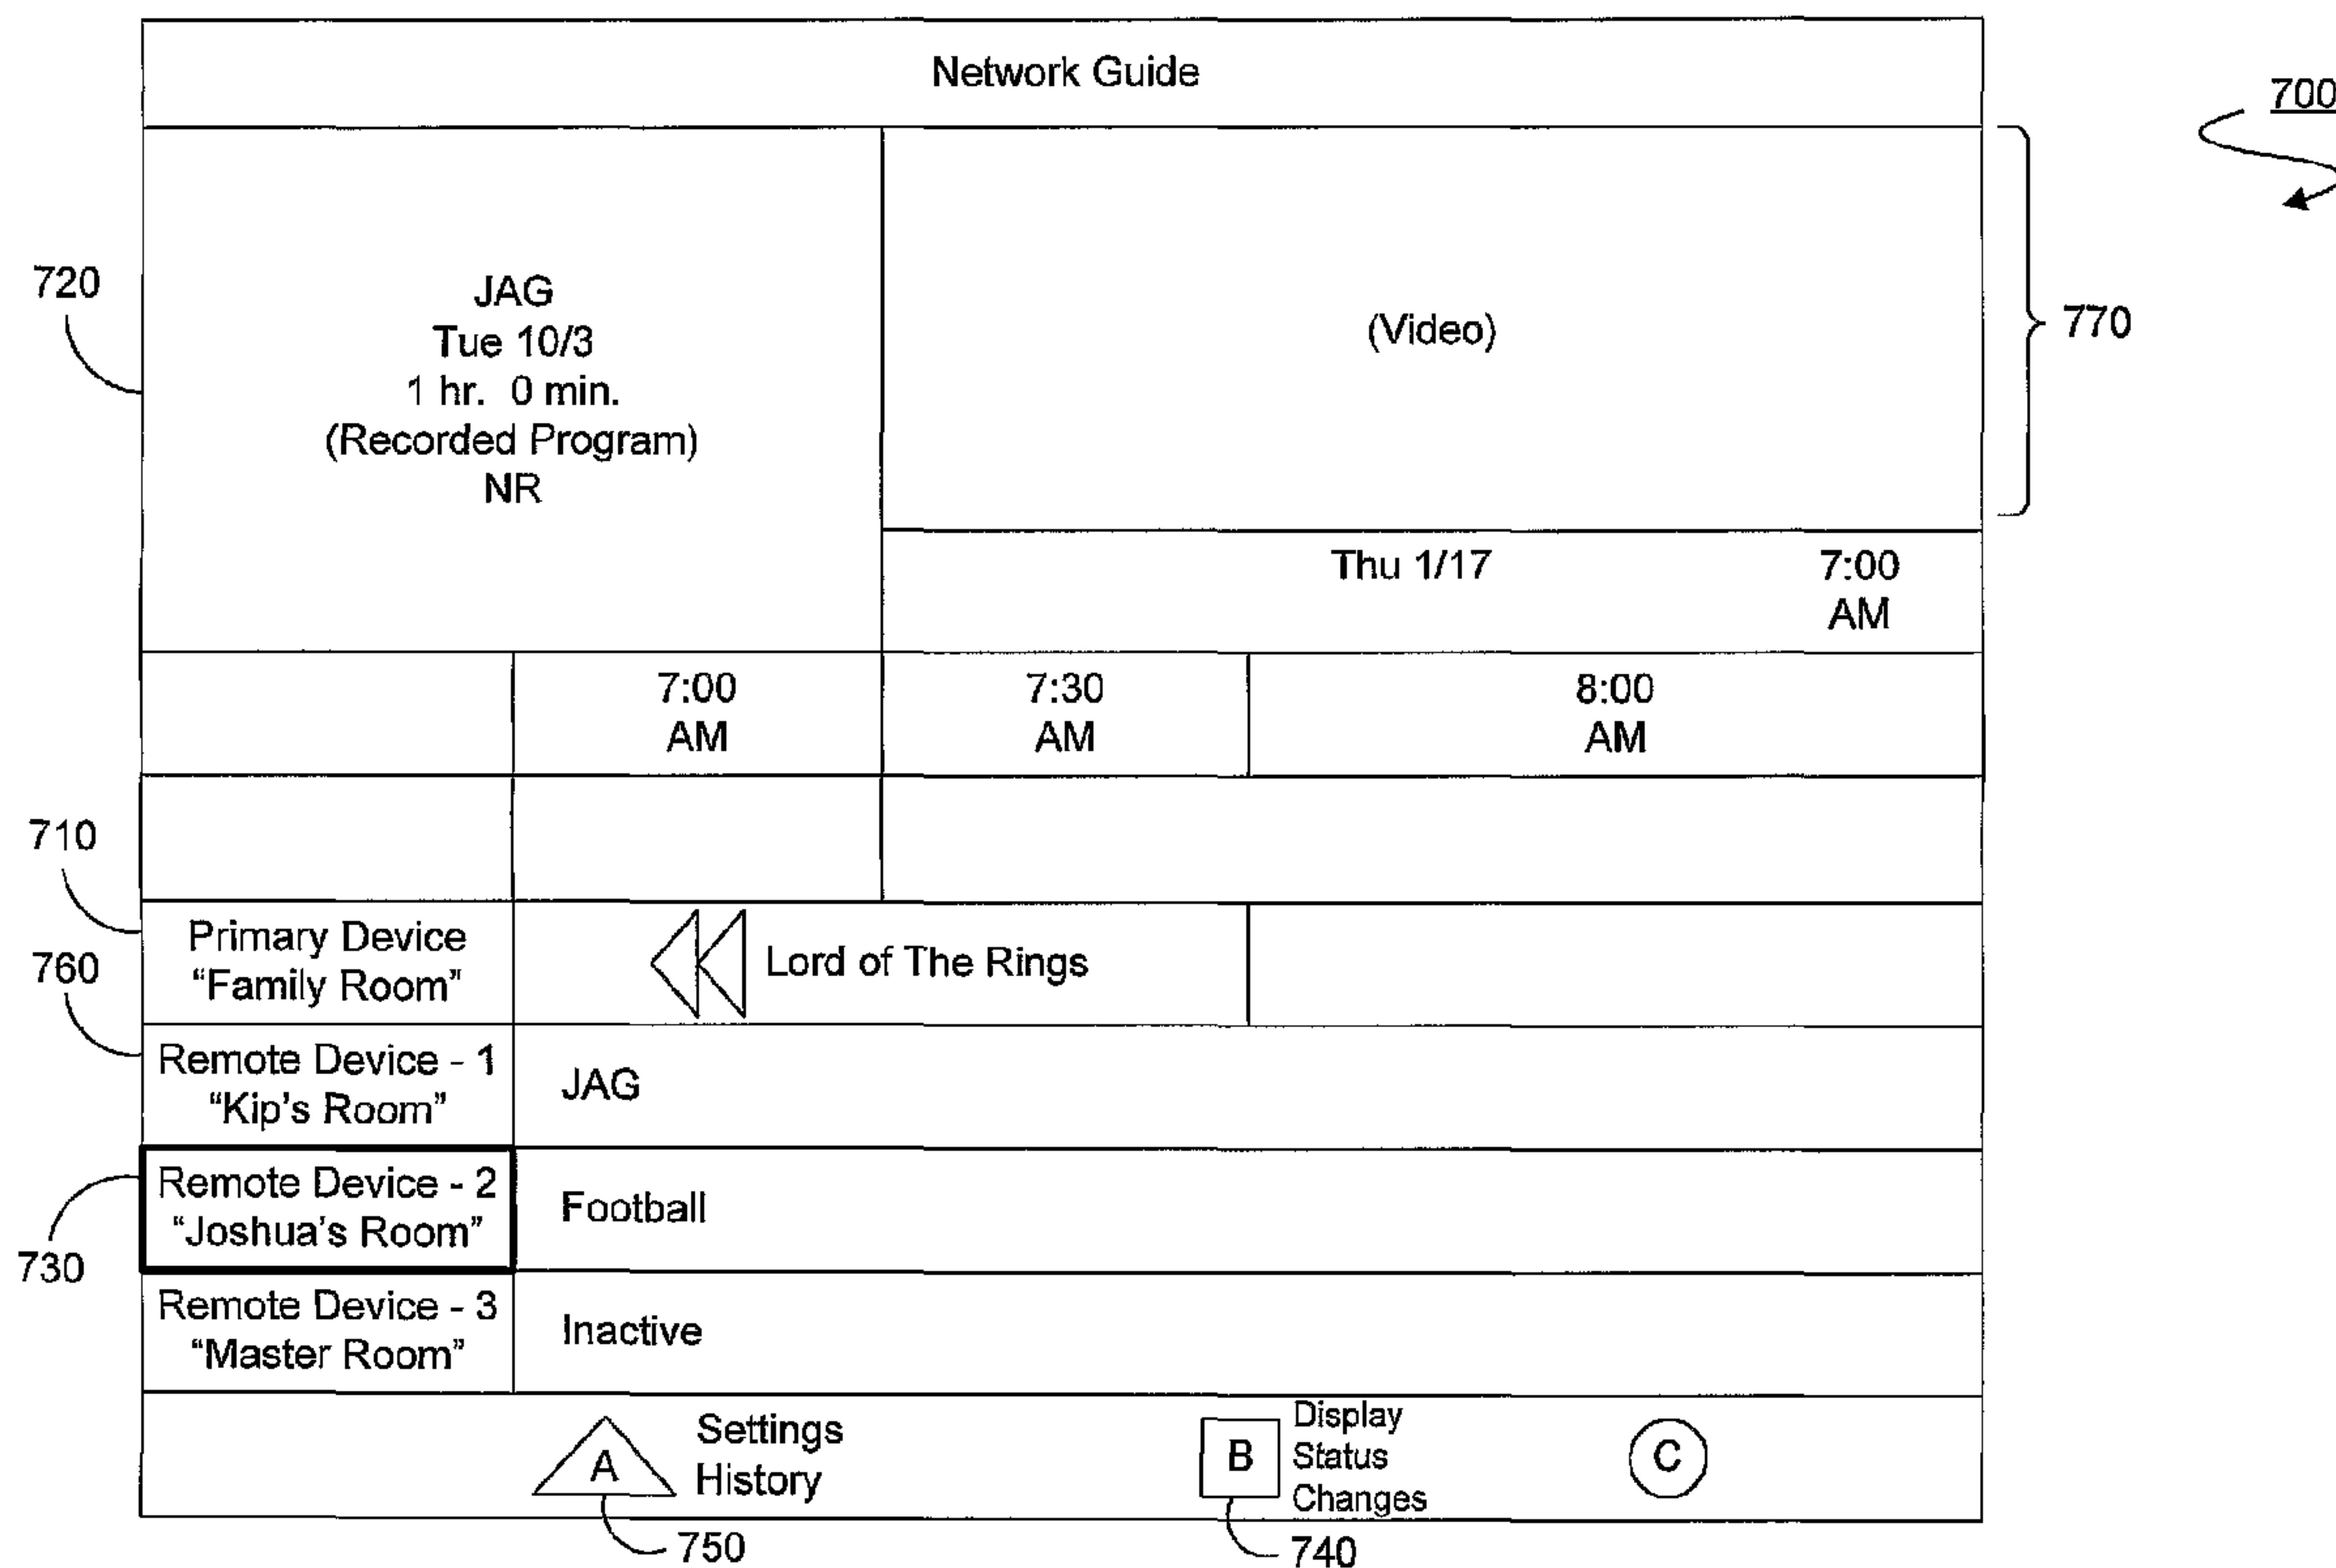 Network Guide
700
720
JAG
Tue 10/3
1 hr. 0 min.
(Recorded Program)
NR
(Video)
770
Thu 1/17
7:00
AM
7:00
AM
7:30
AM
8:00
AM
710
Primary Device
“Family Room”
Lord of The Rings
760
Remote Device - 1
“Kip's Room”
JAG
Remote Device - 2
“Joshua's Room”
Football
730
Remote Device - 3
“Master Room”
Inactive
A
Settings
History
B
Display
Status
Changes
C
750
740